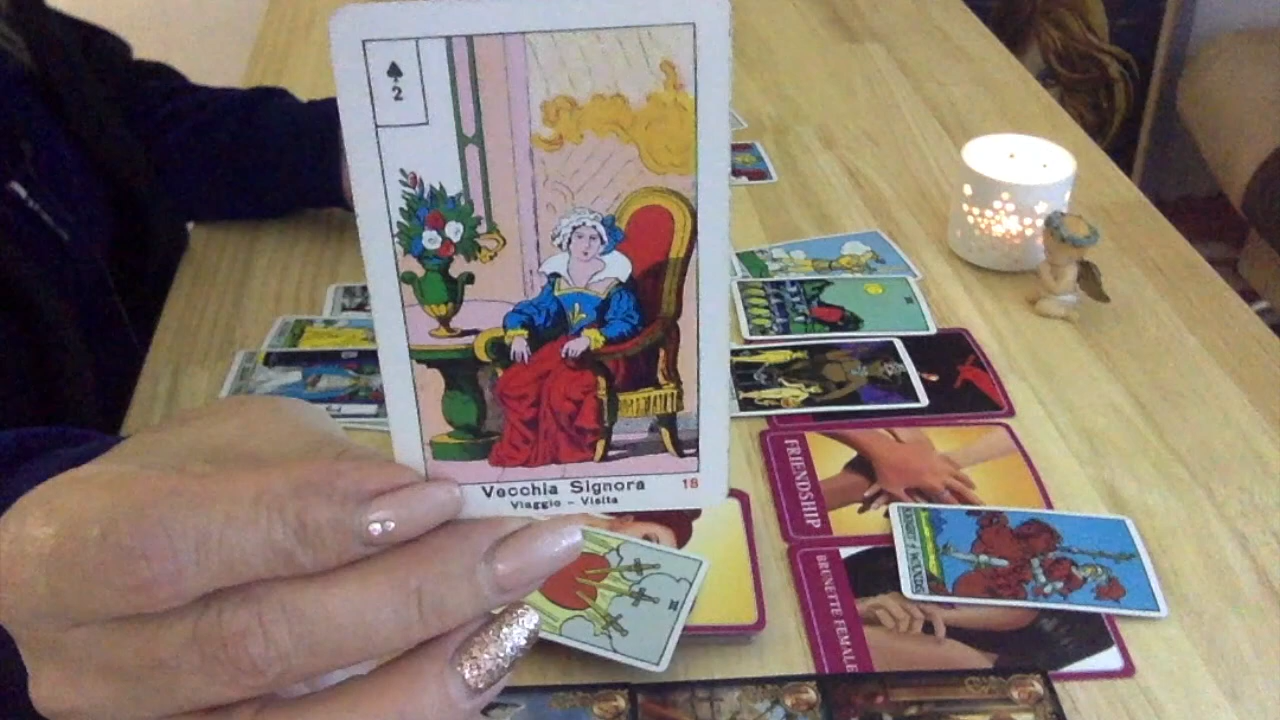 2
Vecchia Signora
18
Viaggio - Visita
FRIENDSHIP
BRUNETTE FEMALE